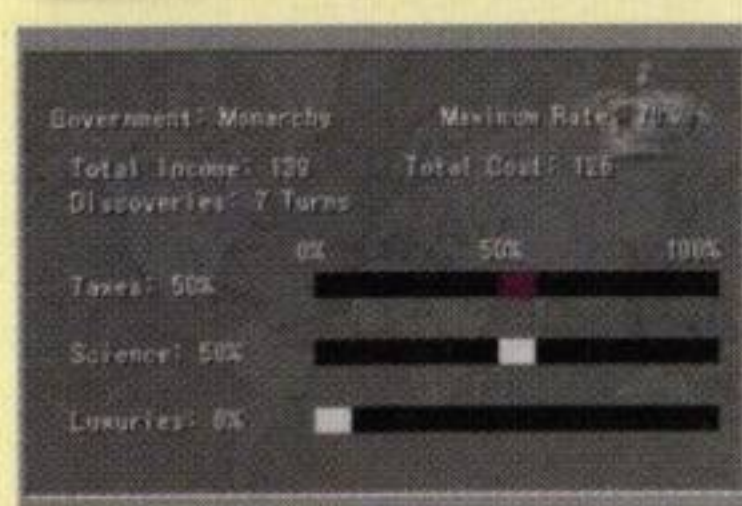 Government: Monarchy Maximum Rate: 70%
Total Income: 139 Total Cost: 126
Discoveries: 7 Turns
0% 50% 100%
Taxes: 50%
Science: 50%
Luxuries: 0%